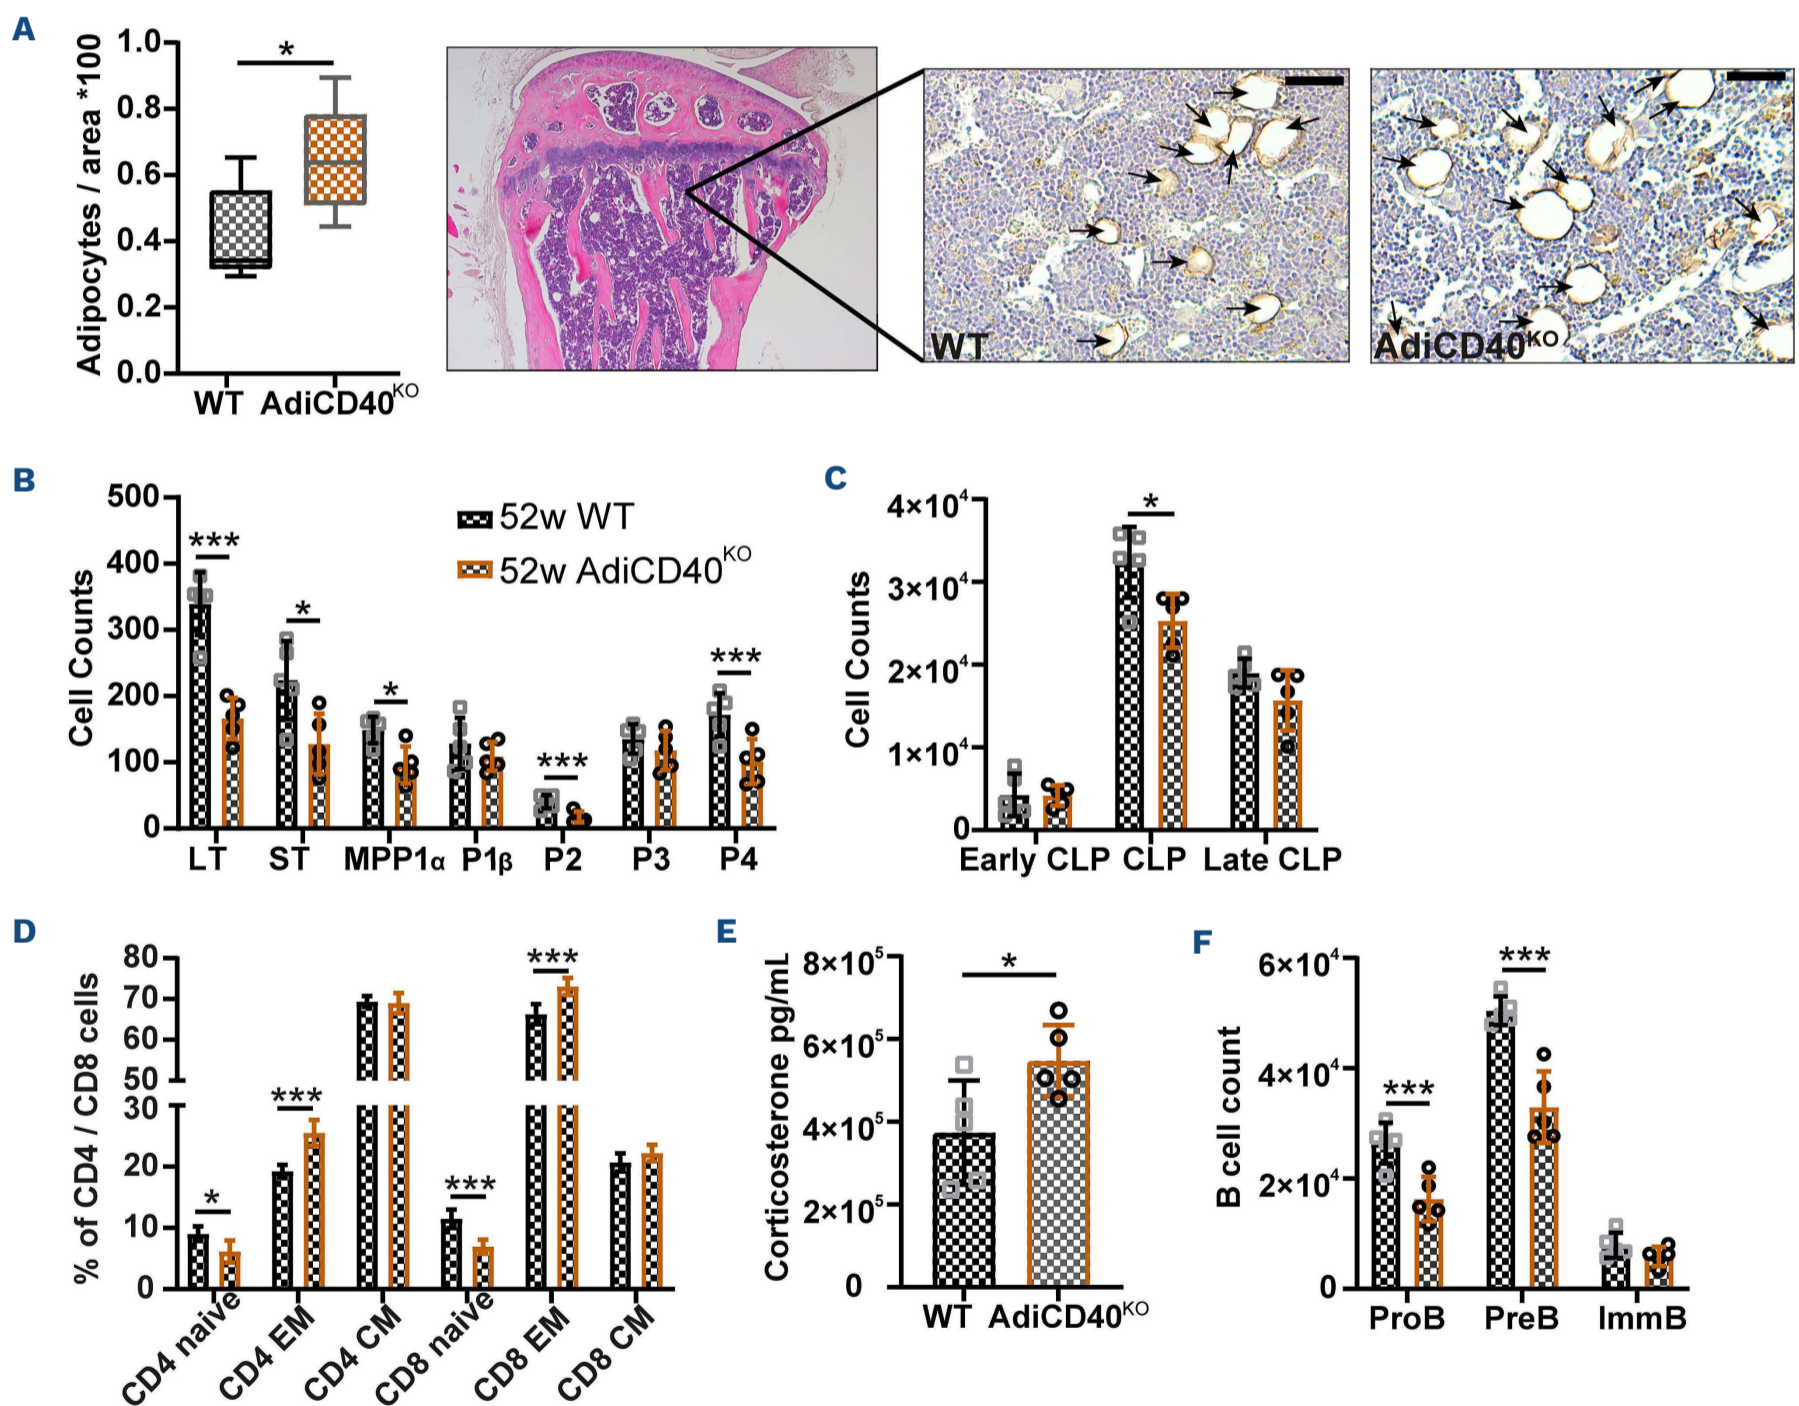 A
Adipocytes / area *100
1.0
0.8
0.6
0.4
0.2
0.0
*
WT AdiCD40KO
WT
AdiCD40KO
B
Cell Counts
500
400
300
200
100
0
***
*
*
***
***
52w WT
52w AdiCD40KO
LT ST MPP1α P1β P2 P3 P4
C
Cell Counts
4×10⁴
3×10⁴
2×10⁴
1×10⁴
0
*
Early CLP CLP Late CLP
D
% of CD4 / CD8 cells
80
70
60
50
30
20
10
0
*
***
***
***
CD4 naive CD4 EM CD4 CM CD8 naive CD8 EM CD8 CM
E
Corticosterone pg/mL
8×10⁵
6×10⁵
4×10⁵
2×10⁵
0
*
WT AdiCD40KO
F
B cell count
6×10⁴
4×10⁴
2×10⁴
0
***
***
ProB PreB ImmB